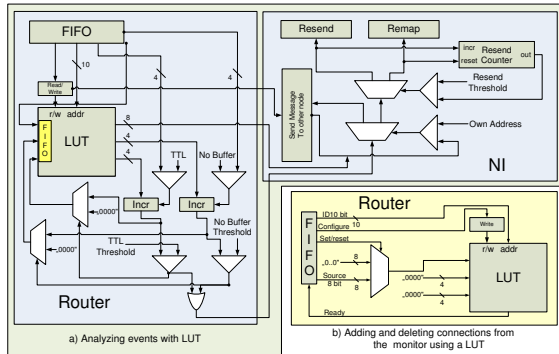 FIFO
10
4
4
Read/
Write
r/w addr
FIFO
LUT
8
4
4
TTL
No Buffer
Incr
Incr
„0000“
„0000“
TTL
Threshold
No Buffer
Threshold
Router
a) Analyzing events with LUT
Resend
Remap
incr
reset
Resend
Counter
out
Resend
Threshold
Send Message
To other node
Own Address
NI
Router
FIFO
ID10 bit
Configure
10
Set/reset
„0..0“
8
Source
8 bit
8
Ready
Write
r/w addr
LUT
„0000“
4
„0000“
4
b) Adding and deleting connections from
the monitor using a LUT